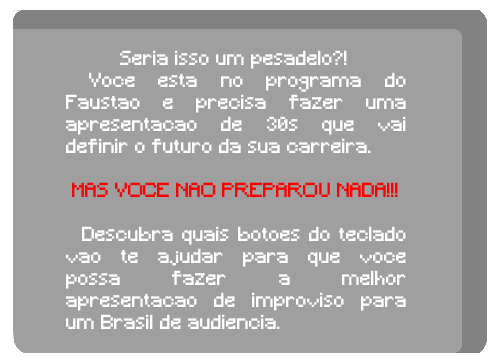 Seria isso um pesadelo?!
Voce esta no programa do
Faustao e precisa fazer uma
apresentacao de 30s que vai
definir o futuro da sua carreira.
MAS VOCE NAO PREPAROU NADA!!!
Descubra quais botoes do teclado
vao te ajudar para que voce
possa fazer a melhor
apresentacao de improviso para
um Brasil de audiencia.